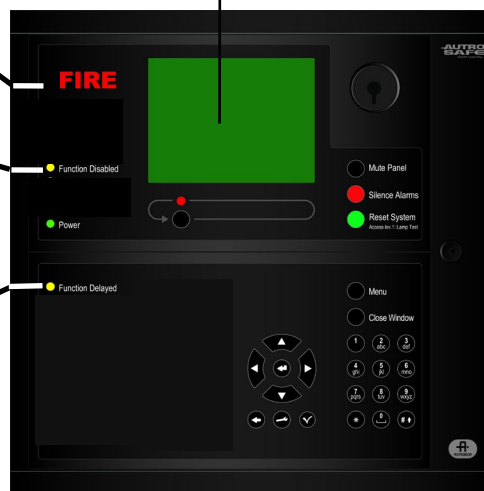 AUTRO
SAFE
FIRE
Function Disabled
Mute Panel
Silence Alarms
Power
Reset System
Access lev.1: Lamp Test
Function Delayed
Menu
Close Window
1
2 abc
3 def
4 ghi
5 jkl
6 mno
7 pqrs
8 tuv
9 wxyz
*
0
#
AUTRONICA